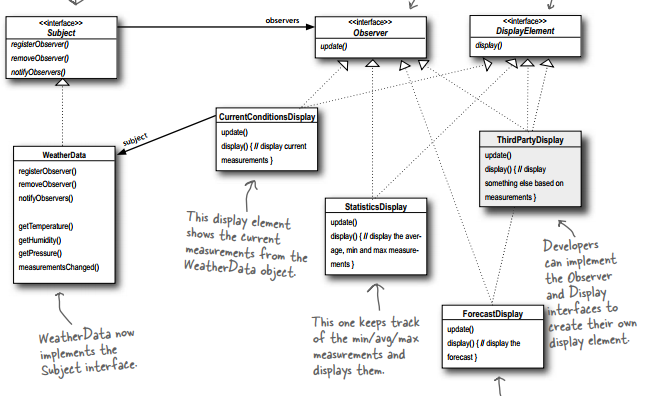 <<interface>>
Subject
registerObserver()
removeObserver()
notifyObservers()
observers
<<interface>>
Observer
update()
<<interface>>
DisplayElement
display()
WeatherData
registerObserver()
removeObserver()
notifyObservers()
getTemperature()
getHumidity()
getPressure()
measurementsChanged()
subject
CurrentConditionsDisplay
update()
display() { // display current
measurements }
StatisticsDisplay
update()
display() { // display the aver-
age, min and max measure-
ments }
ThirdPartyDisplay
update()
display() { // display
something else based on
measurements }
ForecastDisplay
update()
display() { // display the
forecast }
This display element
shows the current
measurements from the
WeatherData object.
WeatherData now
implements the
Subject interface.
This one keeps track
of the min/avg/max
measurements and
displays them.
Developers
can implement
the Observer
and Display
interfaces to
create their own
display element.